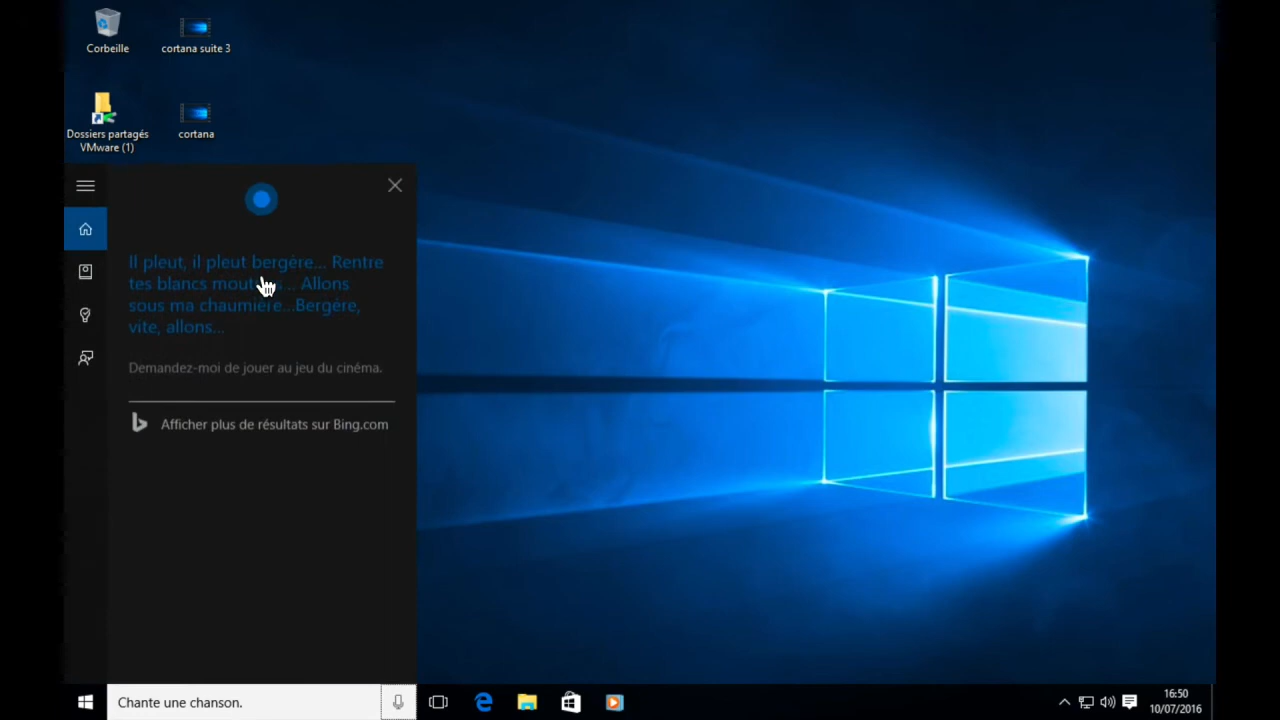 Corbeille
cortana suite 3
Dossiers partagés
VMware (1)
cortana
Il pleut, il pleut bergère... Rentre
tes blancs .. Allons
sous ma chaumière...Bergère,
vite, allons...
Demandez-moi de jouer au jeu du cinéma.
Afficher plus de résultats sur Bing.com
Chante une chanson.
16:50
10/07/2016